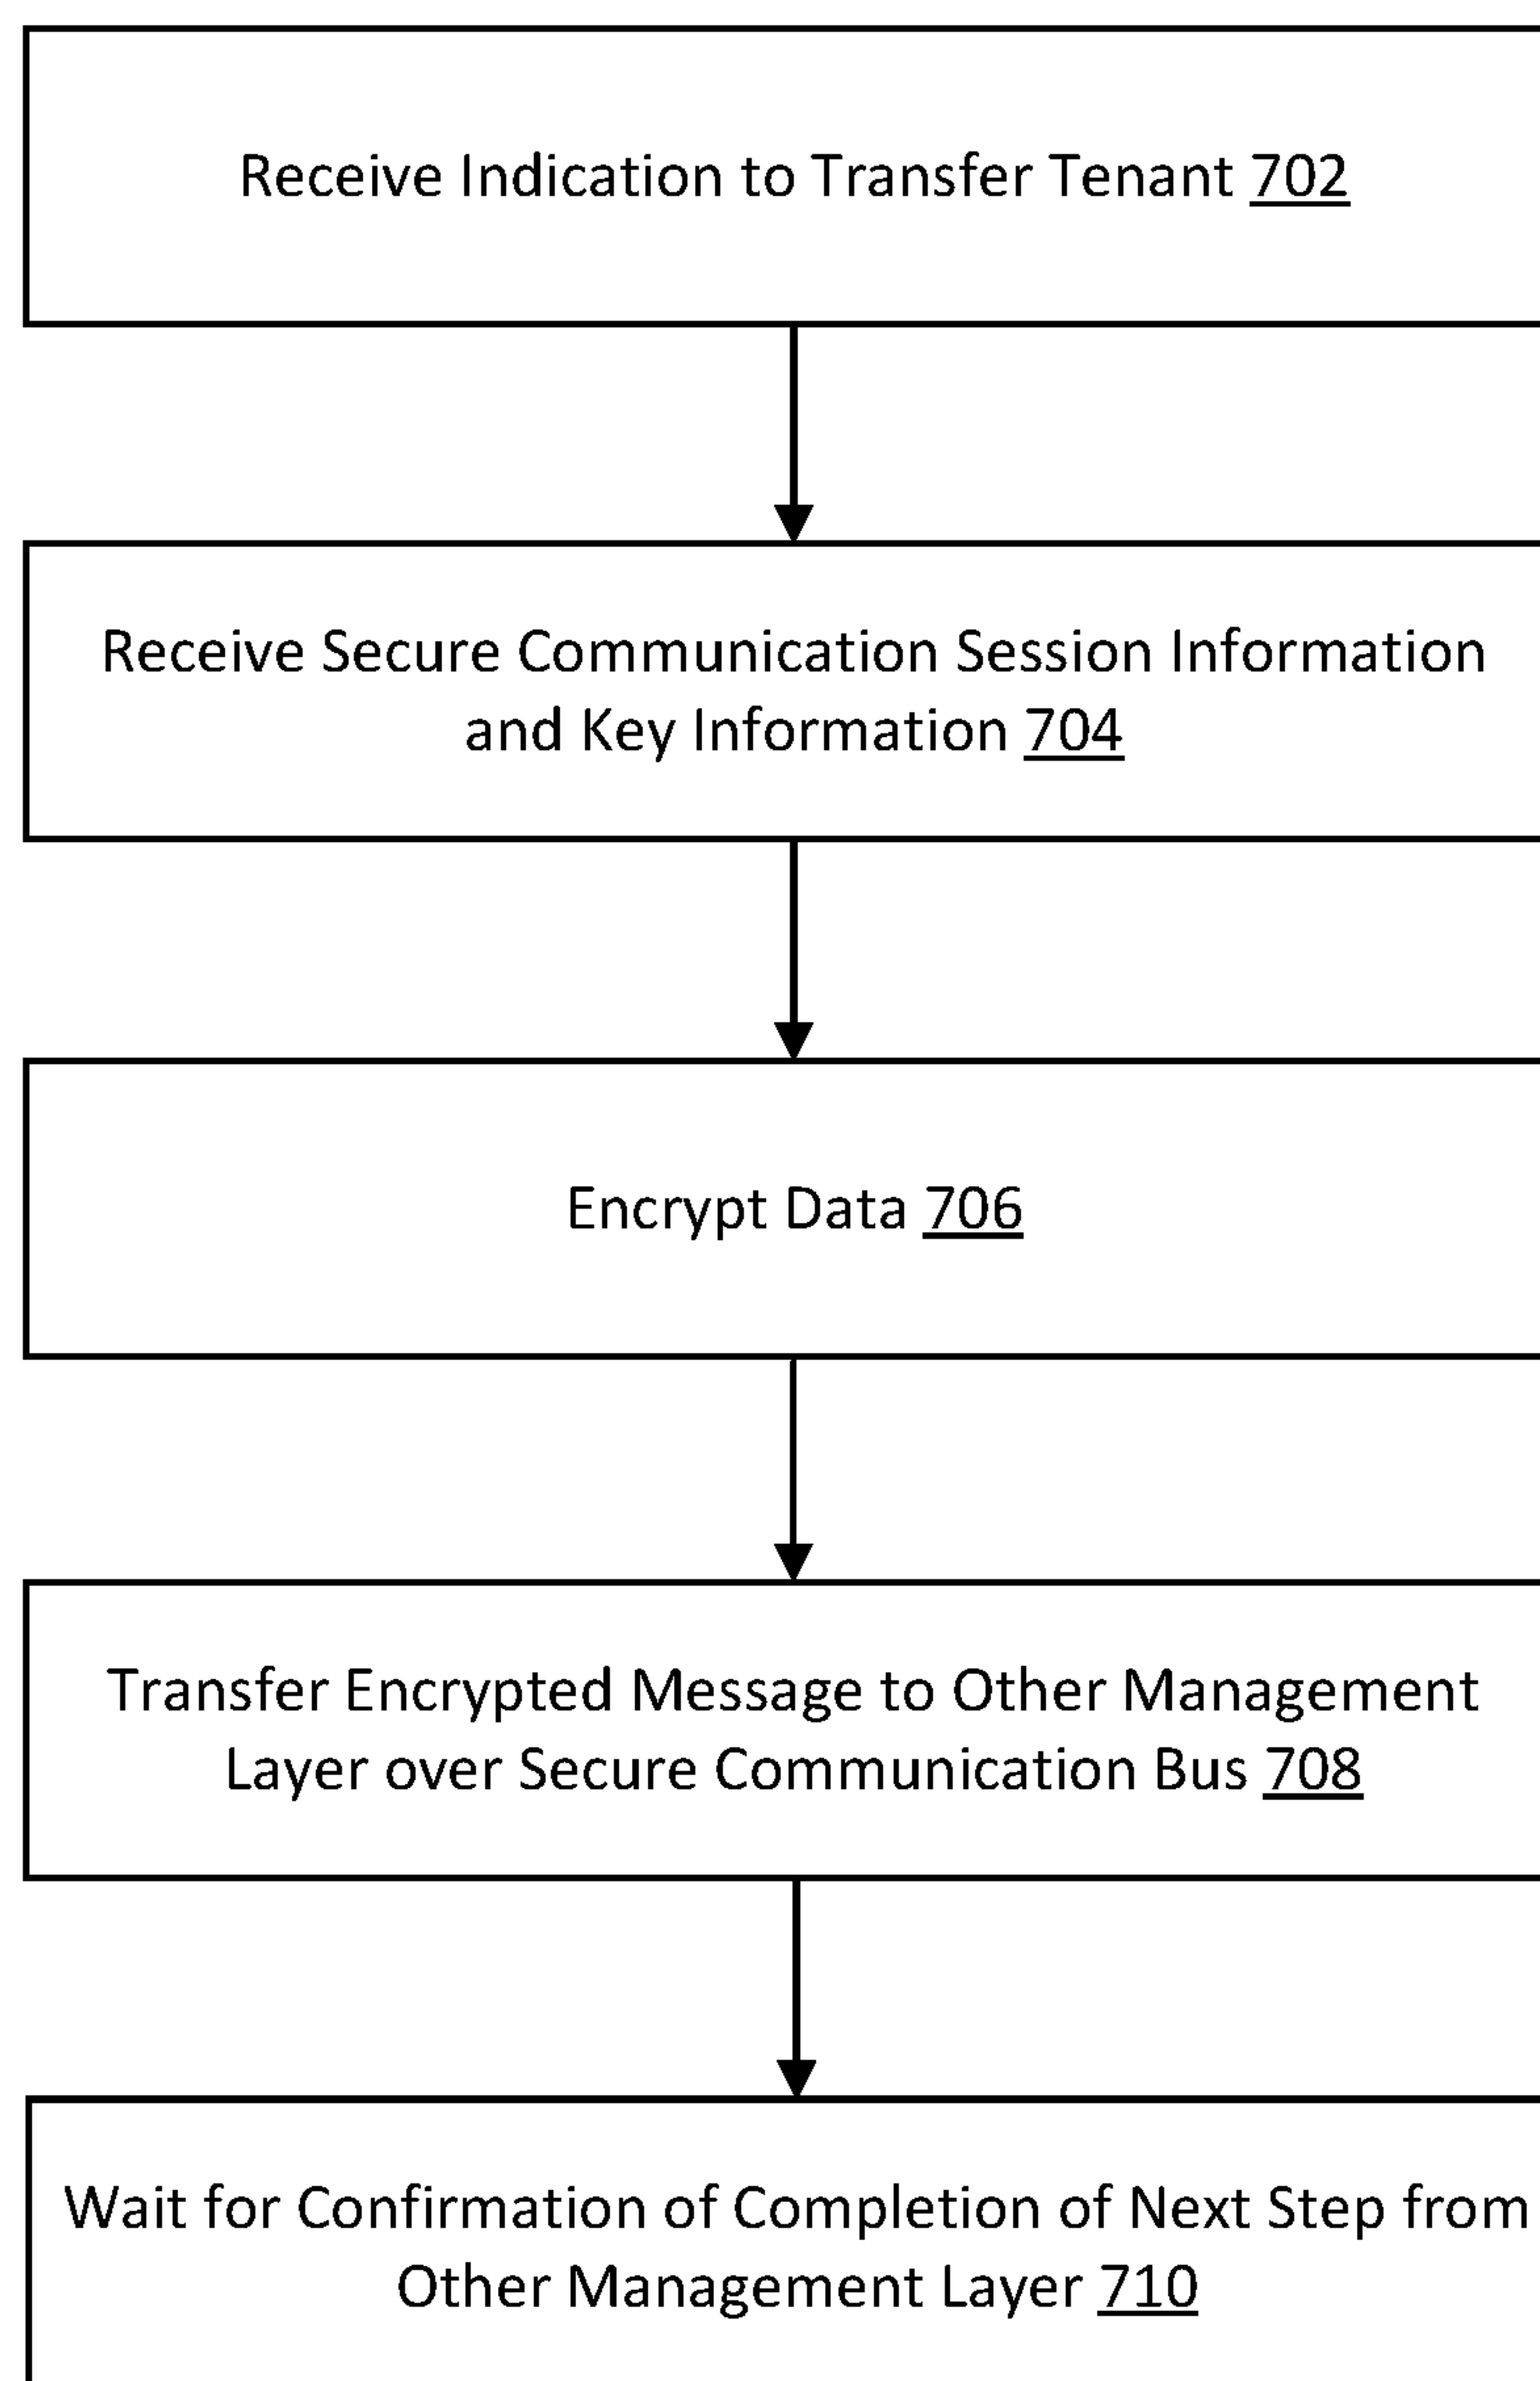 Receive Indication to Transfer Tenant 702
Receive Secure Communication Session Information
and Key Information 704
Encrypt Data 706
Transfer Encrypted Message to Other Management
Layer over Secure Communication Bus 708
Wait for Confirmation of Completion of Next Step from
Other Management Layer 710